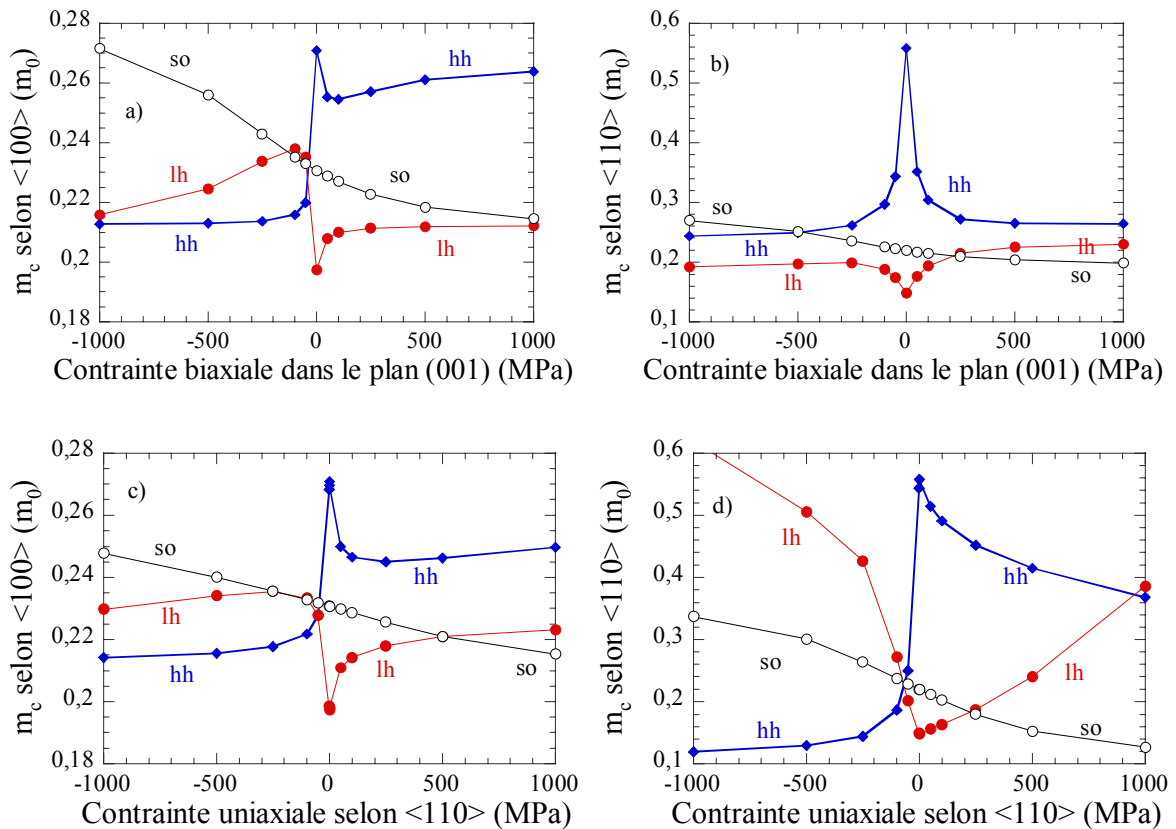 0,28
0,26
0,24
0,22
0,2
0,18
m_c selon <100> (m_0)
a)
so
hh
lh
so
hh
lh
-1000 -500 0 500 1000
Contrainte biaxiale dans le plan (001) (MPa)
0,6
0,5
0,4
0,3
0,2
0,1
m_c selon <110> (m_0)
b)
hh
so
lh
hh
so
lh
-1000 -500 0 500 1000
Contrainte biaxiale dans le plan (001) (MPa)
0,28
0,26
0,24
0,22
0,2
0,18
m_c selon <100> (m_0)
c)
so
hh
lh
hh
lh
so
-1000 -500 0 500 1000
Contrainte uniaxiale selon <110> (MPa)
0,6
0,5
0,4
0,3
0,2
0,1
m_c selon <110> (m_0)
d)
lh
hh
so
lh
hh
so
-1000 -500 0 500 1000
Contrainte uniaxiale selon <110> (MPa)